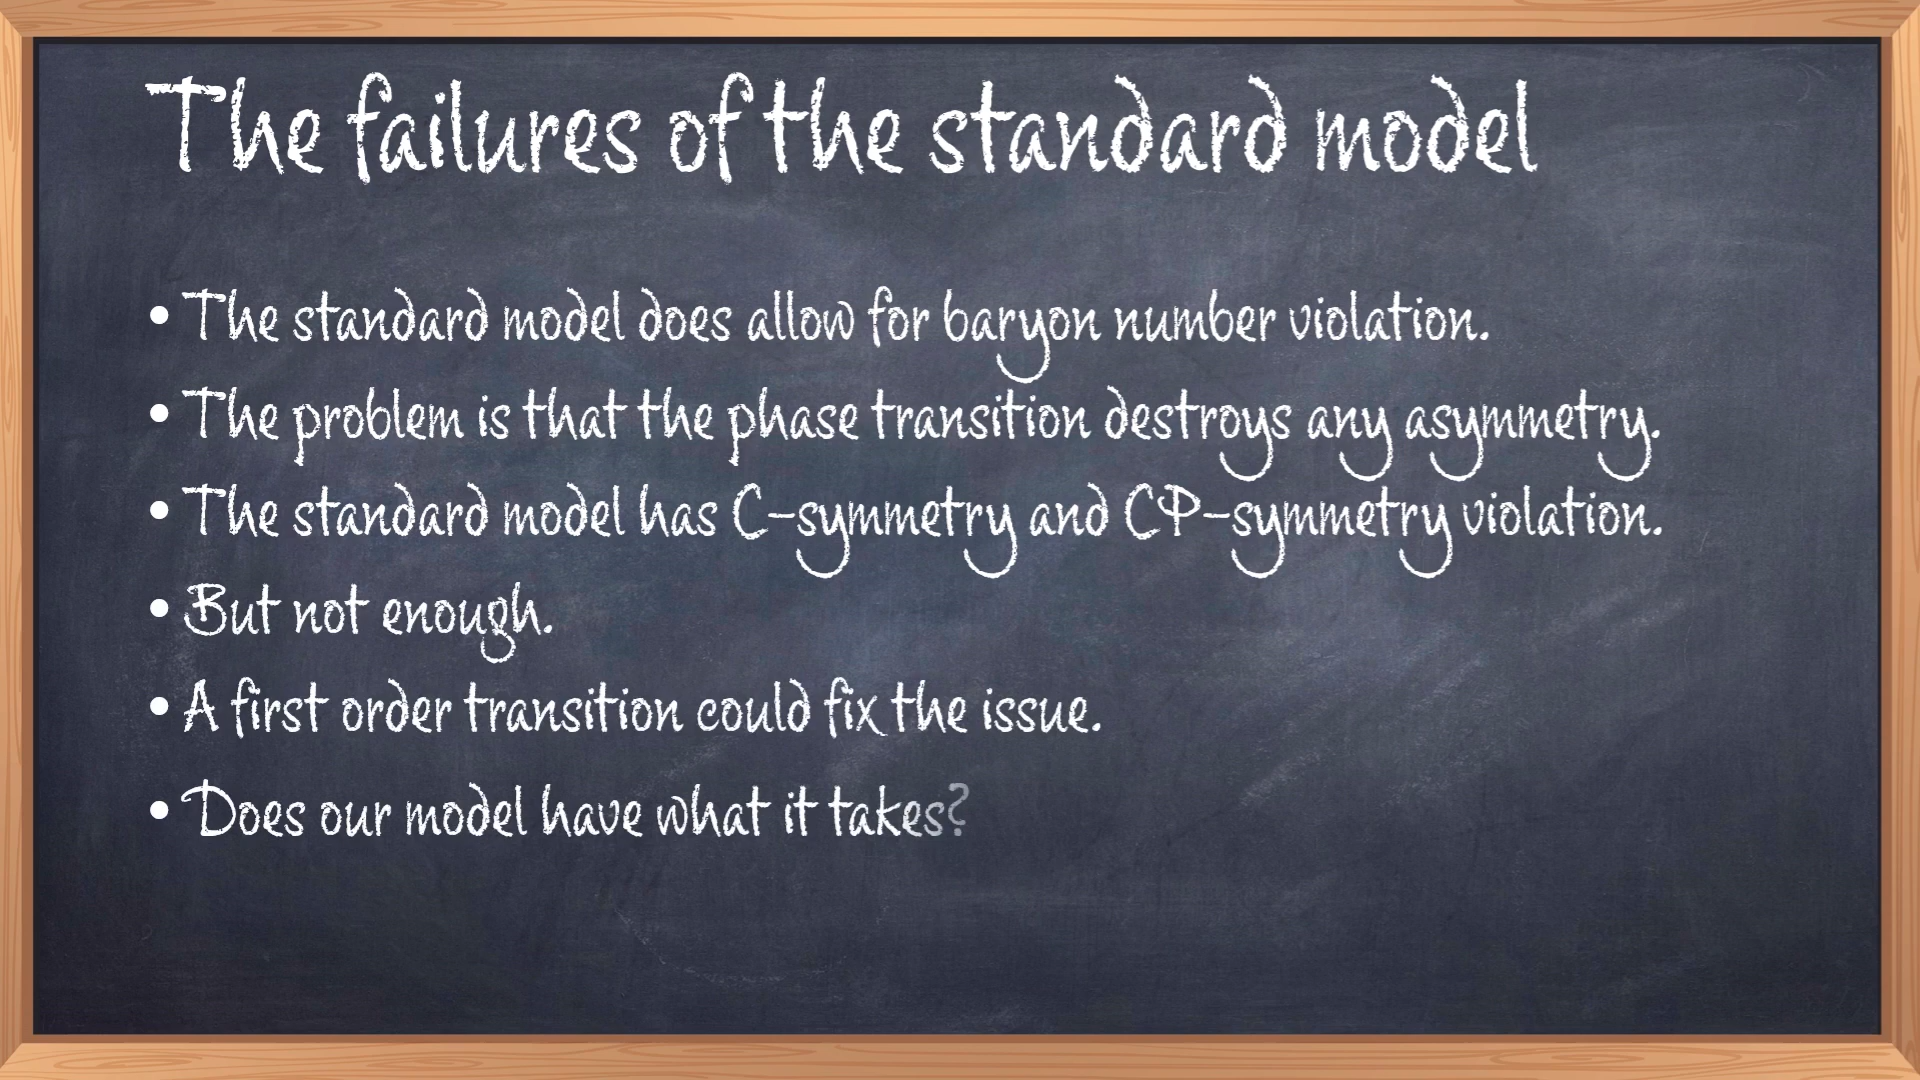 The failures of the standard model
• The standard model does allow for baryon number violation.
• The problem is that the phase transition destroys any asymmetry.
• The standard model has C-symmetry and CP-symmetry violation.
• But not enough.
• A first order transition could fix the issue.
• Does our model have what it takes?